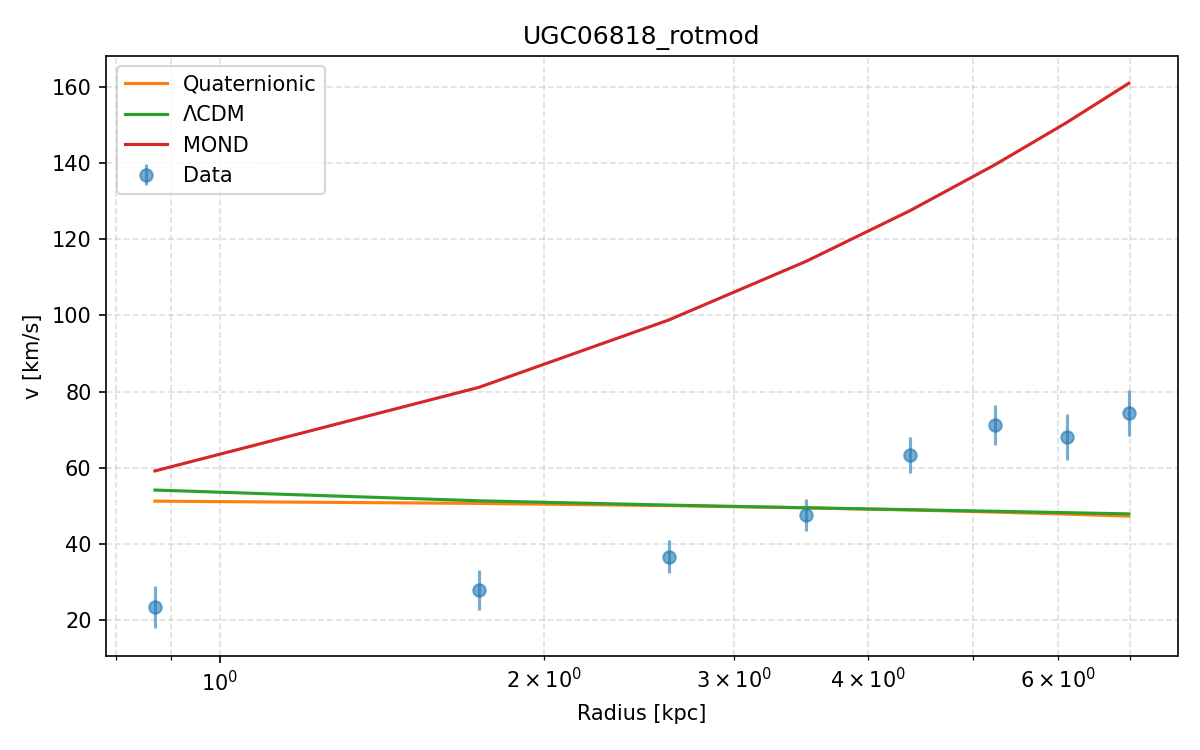 UGC06818_rotmod
Quaternionic
ΛCDM
MOND
Data
v [km/s]
160
140
120
100
80
60
40
20
10⁰
2 × 10⁰
3 × 10⁰
4 × 10⁰
6 × 10⁰
Radius [kpc]